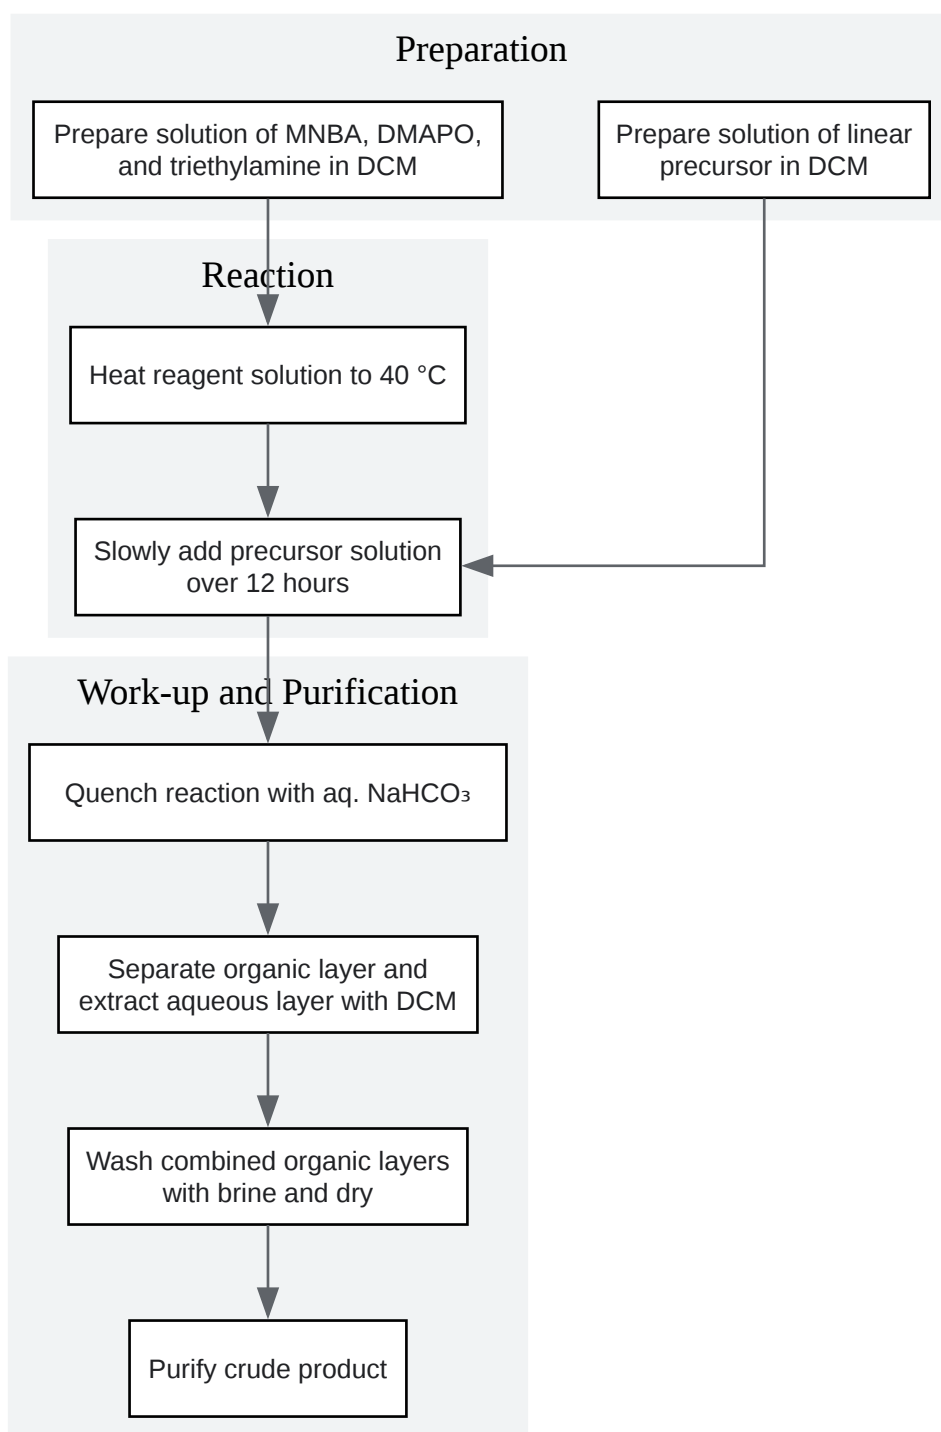 Preparation
Prepare solution of MNBA, DMAPO,
and triethylamine in DCM
Prepare solution of linear
precursor in DCM
Reaction
Heat reagent solution to 40 °C
Slowly add precursor solution
over 12 hours
Work-up and Purification
Quench reaction with aq. NaHCO₃
Separate organic layer and
extract aqueous layer with DCM
Wash combined organic layers
with brine and dry
Purify crude product